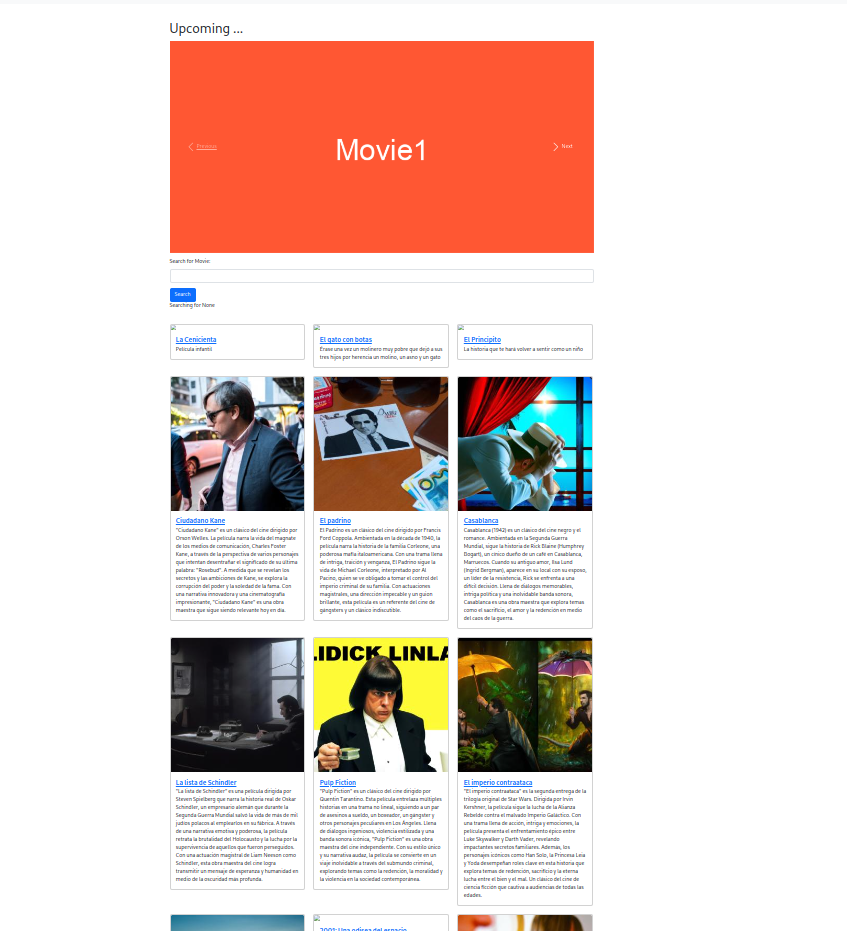 Upcoming ...
Previous
Movie1
Next
Search for Movie:
Search
Searching for None
La Cenicienta
Película infantil
El gato con botas
Érase una vez un molinero muy pobre que dejo a sus
tres hijos por herencia un molino, un asno y un gato
El Principito
La historia que te hara volver a sentir como un niño
Ciudadano Kane
"Ciudadano Kane" es un clásico del cine dirigido por
Orson Welles. La película narra la vida del magnate
de los medios de comunicación, Charles Foster
Kane, a través de la perspectiva de varios personajes
que intentan desentrañar el significado de su última
palabra: "Rosebud". A medida que se revelan los
secretos y las ambiciones de Kane, se explora la
corrupción del poder y la soledad de la fama. Con
una narrativa innovadora y una cinematografía
impresionante, "Ciudadano Kane" es una obra
maestra que sigue siendo relevante hoy en día.
El padrino
El Padrino es un clásico del cine dirigido por Francis
Ford Coppola. Ambientada en la década de 1940, la
película narra la historia de la familia Corleone, una
poderosa mafia italoamericana. Con una trama llena
de intriga, traición y venganza, El Padrino sigue la
vida de Michael Corleone, interpretado por Al
Pacino, quien se ve obligado a tomar el control del
imperio criminal de su familia. Con actuaciones
magistrales, una dirección impecable y un guion
brillante, esta película es un referente del cine de
gángsters y un clásico indiscutible.
Casablanca
Casablanca (1942) es un clásico del cine negro y el
romance. Ambientada en la Segunda Guerra
Mundial, sigue la historia de Rick Blaine (Humphrey
Bogart), un cínico dueño de un café en Casablanca,
Marruecos. Cuando su antiguo amor, Ilsa Lund
(Ingrid Bergman), aparece en su local con su esposo,
un líder de la resistencia, Rick se enfrenta a una
difícil decisión. Llena de diálogos memorables,
intriga política y una inolvidable banda sonora,
Casablanca es una obra maestra que explora temas
como el sacrificio, el amor y la redención en medio
del caos de la guerra.
LIDICK LINLA
La lista de Schindler
"La lista de Schindler" es una película dirigida por
Steven Spielberg que narra la historia real de Oskar
Schindler, un empresario alemán que durante la
Segunda Guerra Mundial salvó la vida de más de mil
judíos polacos al emplearlos en su fábrica. A través
de una narrativa emotiva y poderosa, la película
retrata la brutalidad del Holocausto y la lucha por la
supervivencia de aquellos que fueron perseguidos.
Con una actuación magistral de Liam Neeson como
Schindler, esta obra maestra del cine logra
transmitir un mensaje de esperanza y humanidad en
medio de la oscuridad más profunda.
Pulp Fiction
"Pulp Fiction" es un clásico del cine dirigido por
Quentin Tarantino. Esta película entrelaza múltiples
historias en una trama no lineal, siguiendo a un par
de asesinos a sueldo, un boxeador, un gángster y
otros personajes peculiares en Los Ángeles. Llena
de diálogos ingeniosos, violencia estilizada y una
banda sonora icónica, "Pulp Fiction" es una obra
maestra del cine independiente. Con su estilo único
y su narrativa audaz, la película se convierte en un
viaje inolvidable a través del submundo criminal,
explorando temas como la redención, la moralidad y
la violencia en la sociedad contemporánea.
El imperio contraataca
"El imperio contraataca" es la segunda entrega de la
trilogía original de Star Wars. Dirigida por Irvin
Kershner, la película sigue la lucha de la Alianza
Rebelde contra el malvado Imperio Galáctico. Con
una trama llena de acción, intriga y emociones, la
película presenta el enfrentamiento épico entre
Luke Skywalker y Darth Vader, revelando
impactantes secretos familiares. Además, los
personajes icónicos como Han Solo, la Princesa Leia
y Yoda desempeñan roles clave en esta historia que
explora temas de redención, sacrificio y la eterna
lucha entre el bien y el mal. Un clásico del cine de
ciencia ficción que cautiva a audiencias de todas las
edades.
2001: Una odisea del espacio